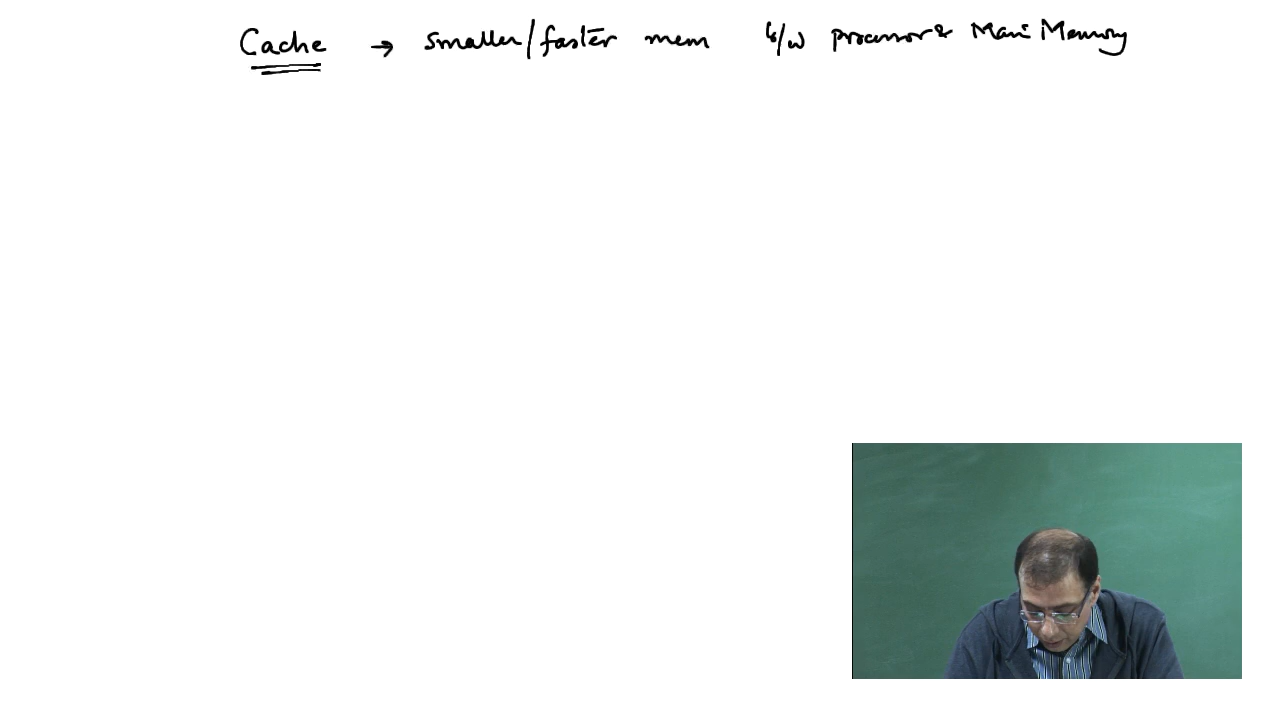 Cache → smaller/faster mem b/w processor & Main Memory